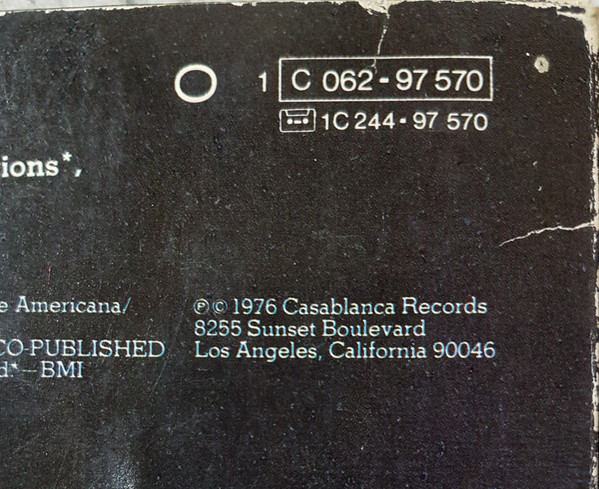 O 1 C 062-97 570
1C 244-97 570
ions*,
e Americana/
CO-PUBLISHED
d*—BMI
℗© 1976 Casablanca Records
8255 Sunset Boulevard
Los Angeles, California 90046